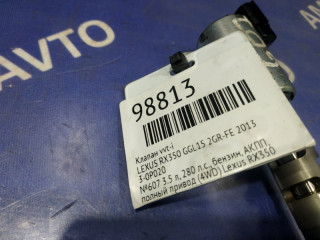 АВТО
98813
Клапан vvt-i
LEXUS RX350 GGL15 2GR-FE 2013
3-0P020
№607 3.5 л, 280 л.с., бензин, АКПП,
полный привод (4WD) Lexus RX350